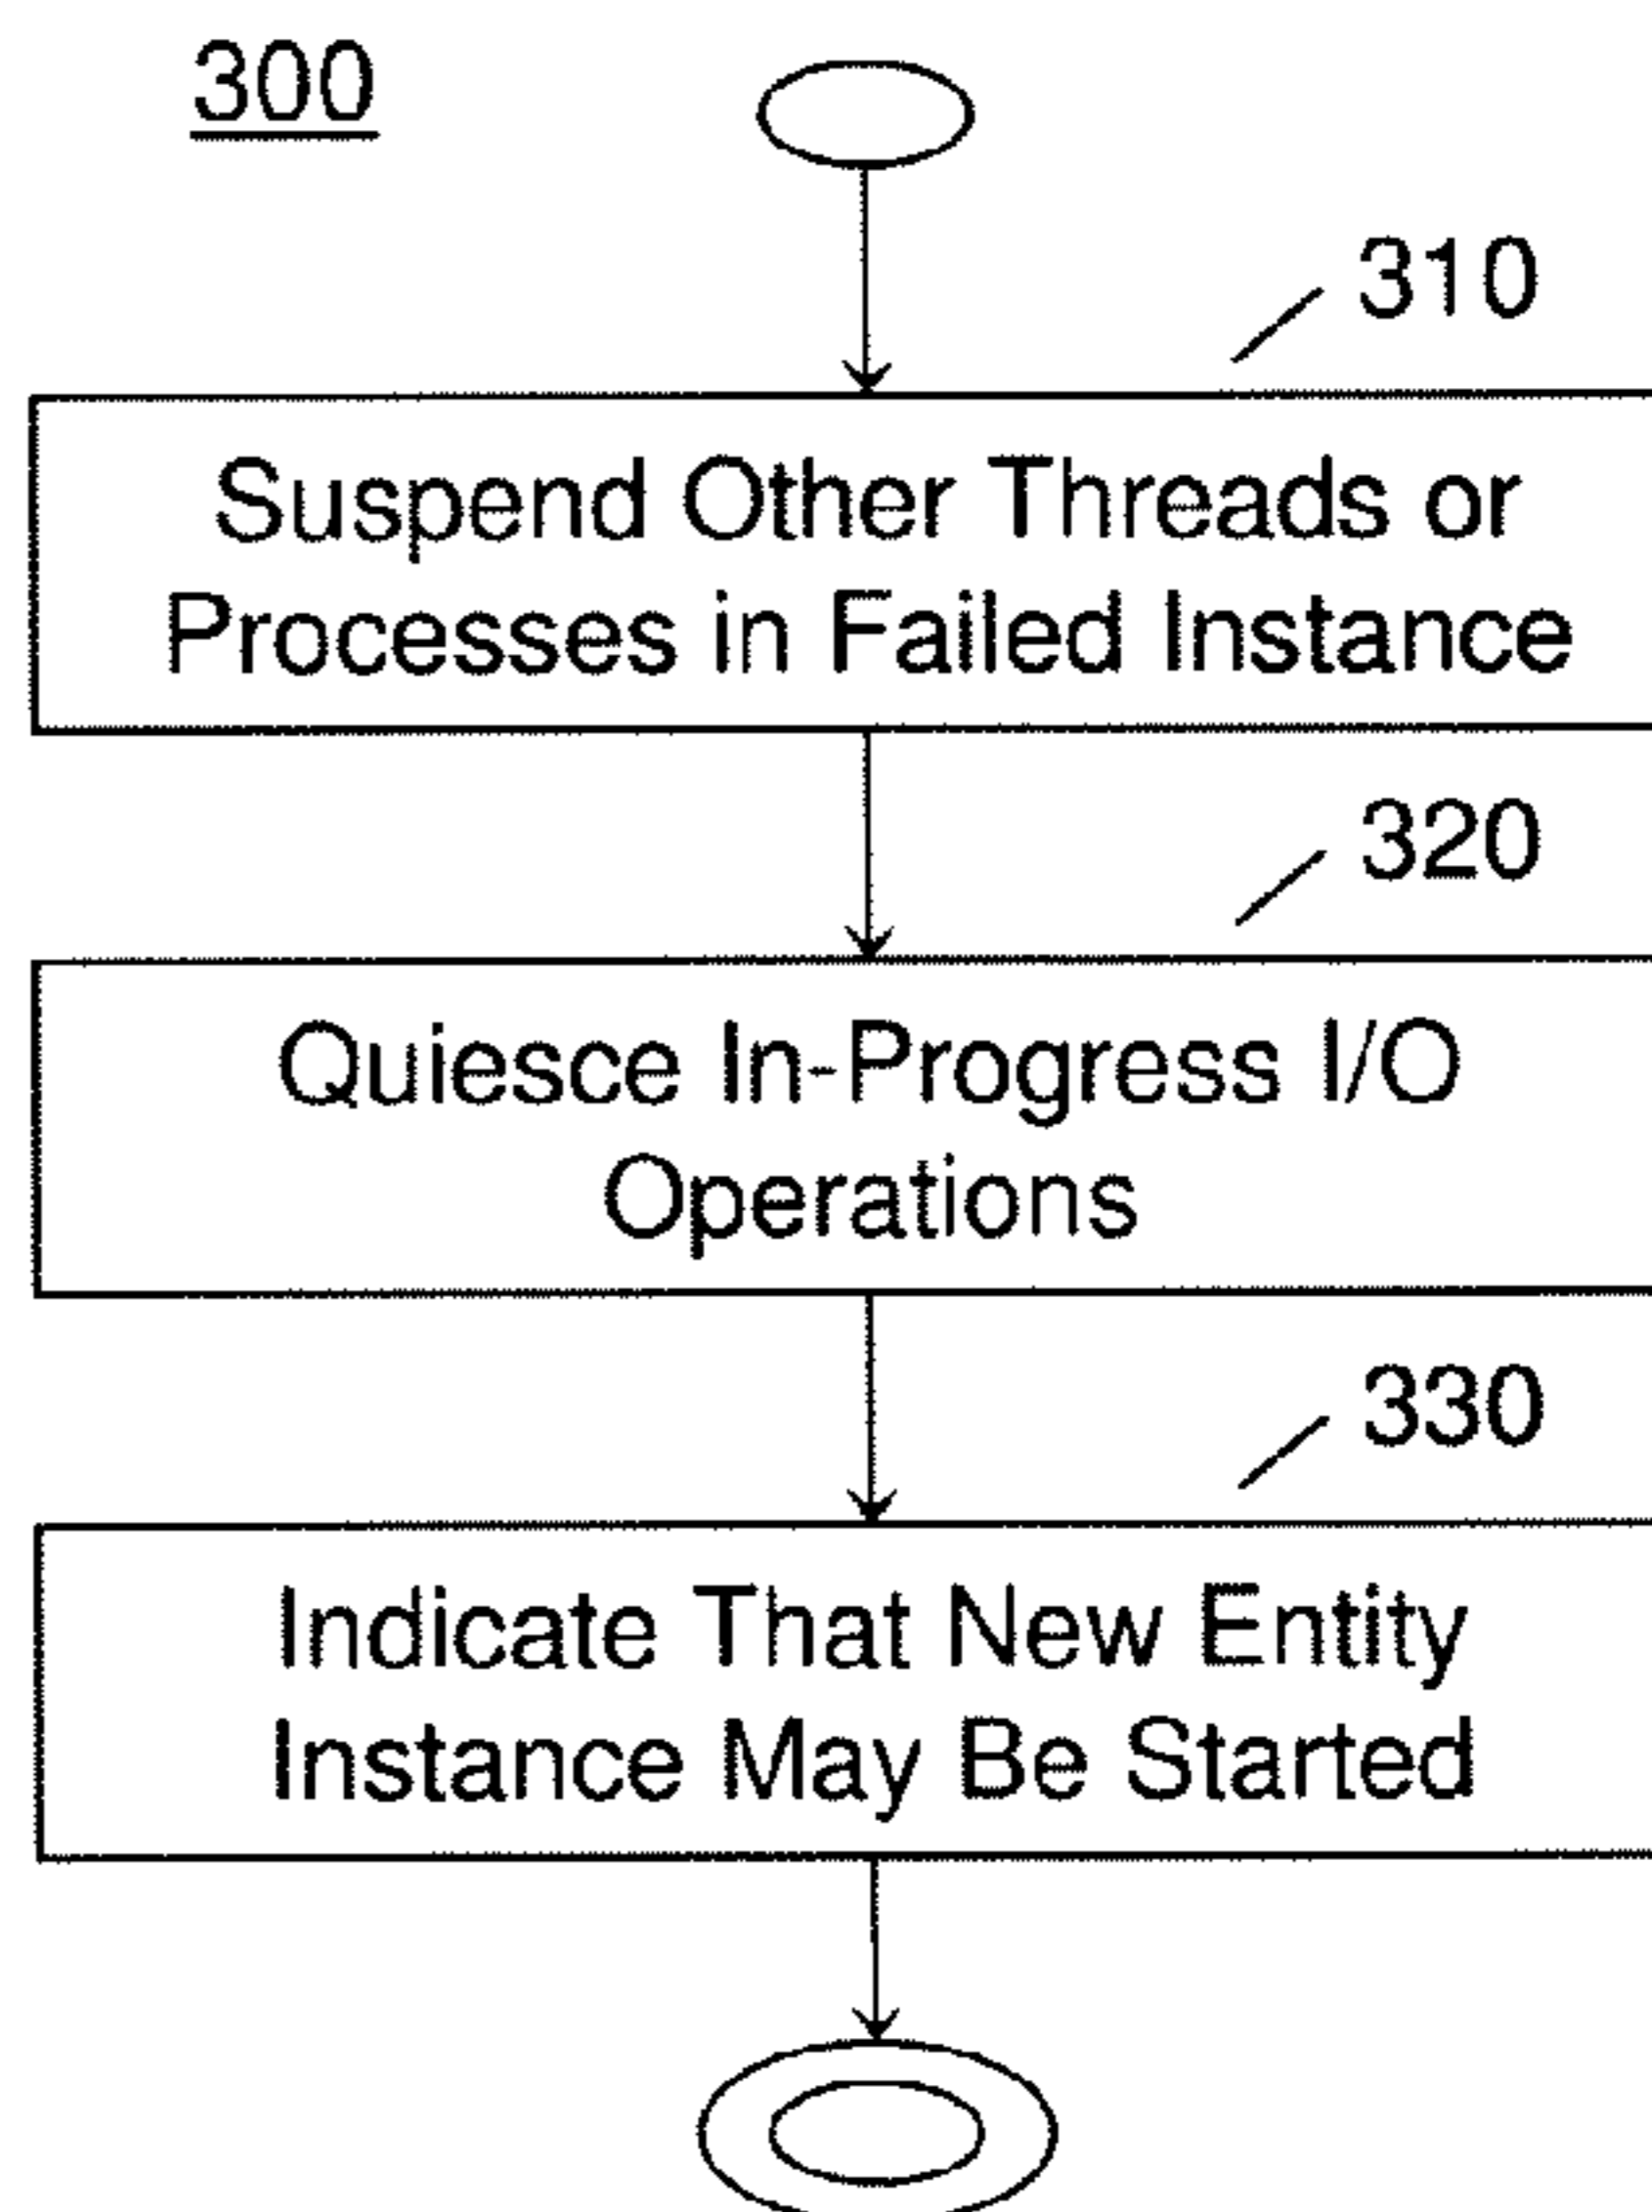 300
310
Suspend Other Threads or
Processes in Failed Instance
320
Quiesce In-Progress I/O
Operations
330
Indicate That New Entity
Instance May Be Started